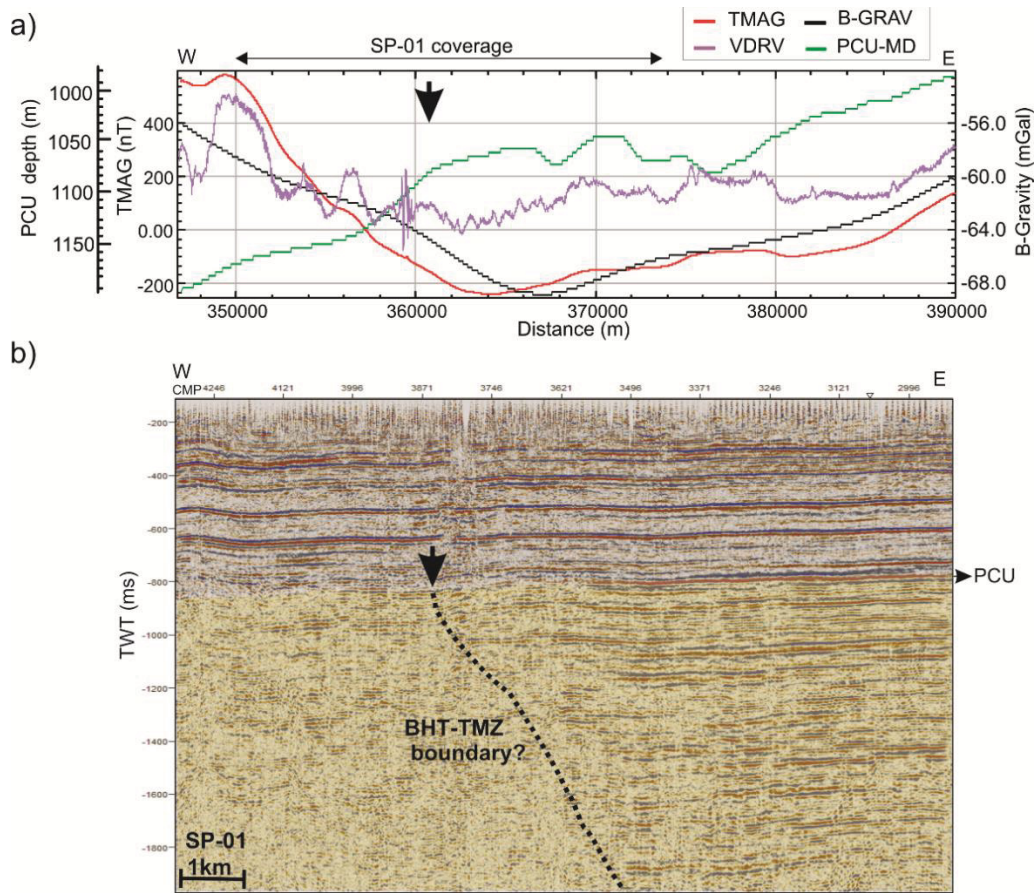 a)
TMAG B-GRAV
VDRV PCU-MD
W SP-01 coverage E
PCU depth (m)
1000
1050
1100
1150
TMAG (nT)
400
200
0.00
-200
-56.0
-60.0
-64.0
-68.0
B-Gravity (mGal)
350000 360000 370000 380000 390000
Distance (m)
b)
W E
CMP 4246 4121 3996 3871 3746 3621 3496 3371 3246 3121 2996
-200
-400
-600
-800
-1000
-1200
-1400
-1600
-1800
TWT (ms)
PCU
BHT-TMZ
boundary?
SP-01
1km